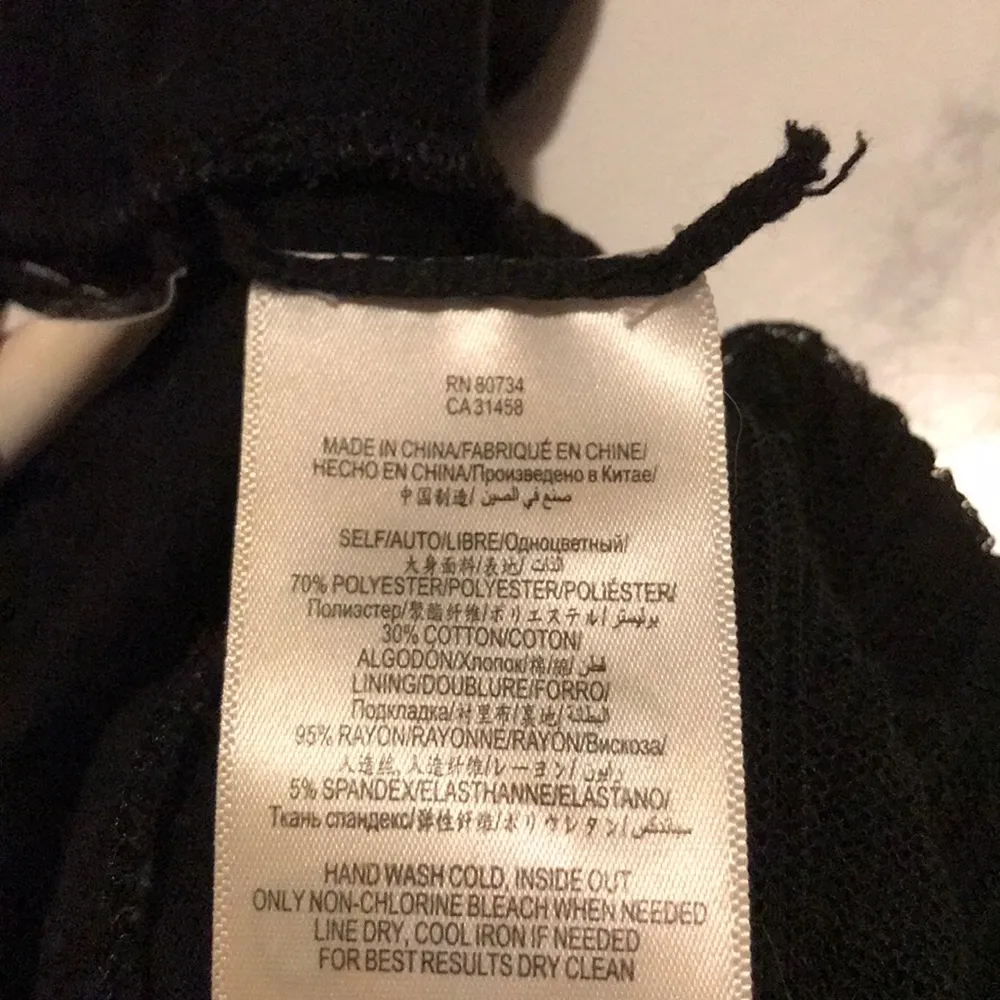 RN 80734
CA 31458
MADE IN CHINA/FABRIQUÉ EN CHINE/
HECHO EN CHINA/Произведено в Китае/
中国制造/ صنع في الصين/
SELF/AUTO/LIBRE/Одноцветный/
大身面料/表地/ الذات/
70% POLYESTER/POLYESTER/POLIÉSTER/
Полиэстер/聚酯纤维/ポリエステル/ بوليستر/
30% COTTON/COTON/
ALGODÓN/Хлопок/棉/綿/ قطن/
LINING/DOUBLURE/FORRO/
Подкладка/衬里布/裏地/ البطانة/
95% RAYON/RAYONNE/RAYÓN/Вискоза/
人造丝, 人造纤维/レーヨン/ رايون/
5% SPANDEX/ELASTHANNE/ELASTANO/
Ткань спандекс/弹性纤维/ポリウレタン/ سباندكس/
HAND WASH COLD, INSIDE OUT
ONLY NON-CHLORINE BLEACH WHEN NEEDED
LINE DRY, COOL IRON IF NEEDED
FOR BEST RESULTS DRY CLEAN